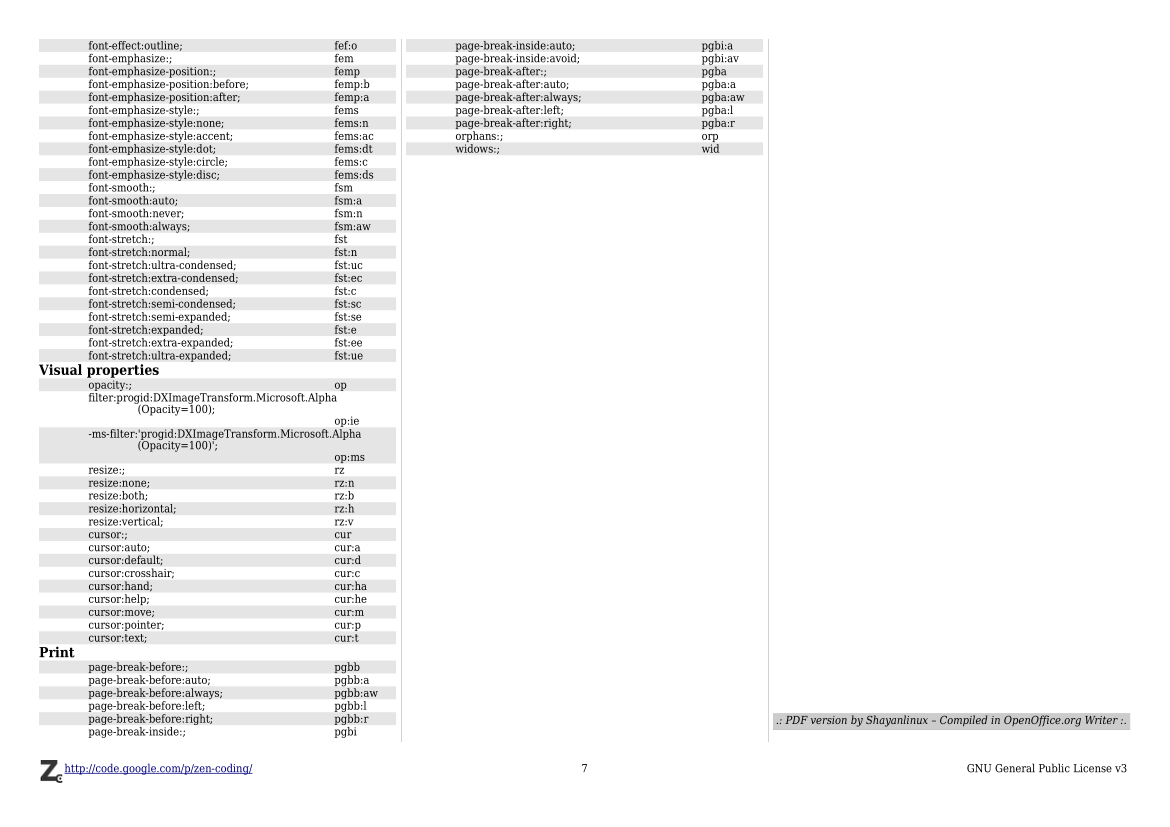 font-effect:outline; fef:o
font-emphasize:; fem
font-emphasize-position:; femp
font-emphasize-position:before; femp:b
font-emphasize-position:after; femp:a
font-emphasize-style:; fems
font-emphasize-style:none; fems:n
font-emphasize-style:accent; fems:ac
font-emphasize-style:dot; fems:dt
font-emphasize-style:circle; fems:c
font-emphasize-style:disc; fems:ds
font-smooth:; fsm
font-smooth:auto; fsm:a
font-smooth:never; fsm:n
font-smooth:always; fsm:aw
font-stretch:; fst
font-stretch:normal; fst:n
font-stretch:ultra-condensed; fst:uc
font-stretch:extra-condensed; fst:ec
font-stretch:condensed; fst:c
font-stretch:semi-condensed; fst:sc
font-stretch:semi-expanded; fst:se
font-stretch:expanded; fst:e
font-stretch:extra-expanded; fst:ee
font-stretch:ultra-expanded; fst:ue
Visual properties
opacity:; op
filter:progid:DXImageTransform.Microsoft.Alpha
(Opacity=100);
op:ie
-ms-filter:'progid:DXImageTransform.Microsoft.Alpha
(Opacity=100)';
op:ms
resize:; rz
resize:none; rz:n
resize:both; rz:b
resize:horizontal; rz:h
resize:vertical; rz:v
cursor:; cur
cursor:auto; cur:a
cursor:default; cur:d
cursor:crosshair; cur:c
cursor:hand; cur:ha
cursor:help; cur:he
cursor:move; cur:m
cursor:pointer; cur:p
cursor:text; cur:t
Print
page-break-before:; pgbb
page-break-before:auto; pgbb:a
page-break-before:always; pgbb:aw
page-break-before:left; pgbb:l
page-break-before:right; pgbb:r
page-break-inside:; pgbi
page-break-inside:auto; pgbi:a
page-break-inside:avoid; pgbi:av
page-break-after:; pgba
page-break-after:auto; pgba:a
page-break-after:always; pgba:aw
page-break-after:left; pgba:l
page-break-after:right; pgba:r
orphans:; orp
widows:; wid
.: PDF version by Shayanlinux – Compiled in OpenOffice.org Writer :.
Zc http://code.google.com/p/zen-coding/ 7 GNU General Public License v3